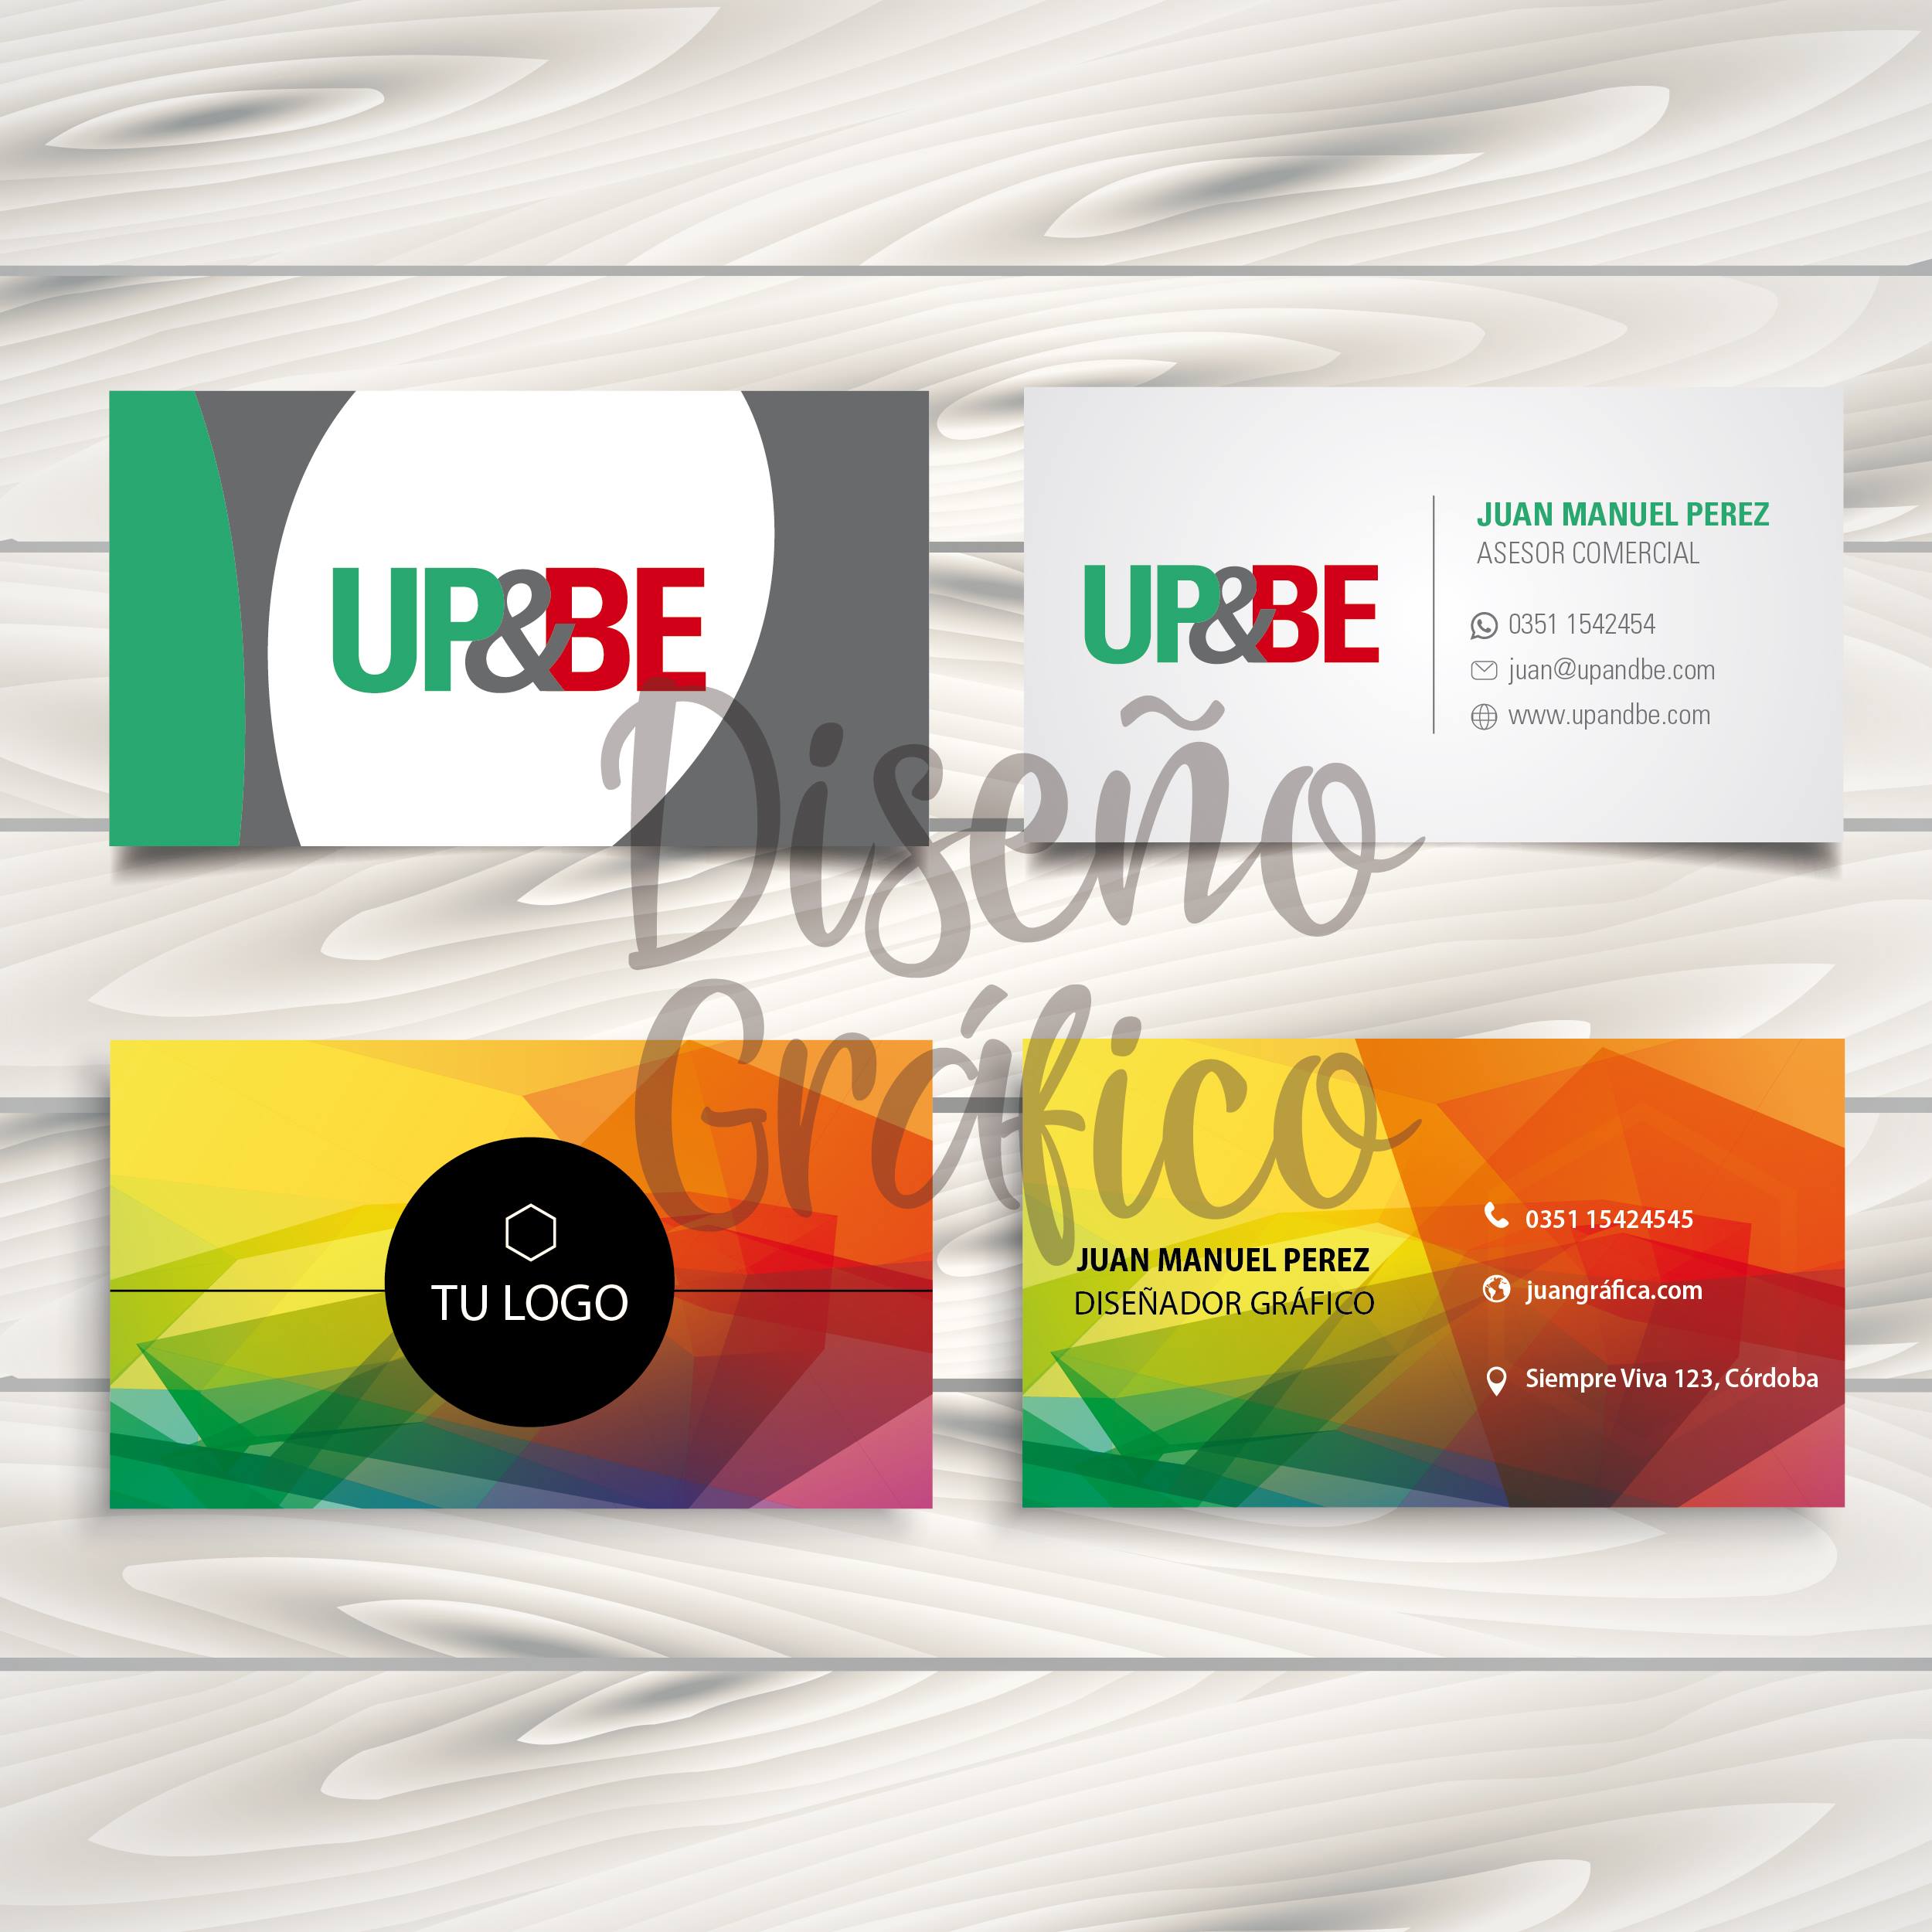 UP&BE
UP&BE
JUAN MANUEL PEREZ
ASESOR COMERCIAL
0351 1542454
juan@upandbe.com
www.upandbe.com
Diseño
Gráfico
TU LOGO
JUAN MANUEL PEREZ
DISEÑADOR GRÁFICO
0351 15424545
juangráfica.com
Siempre Viva 123, Córdoba